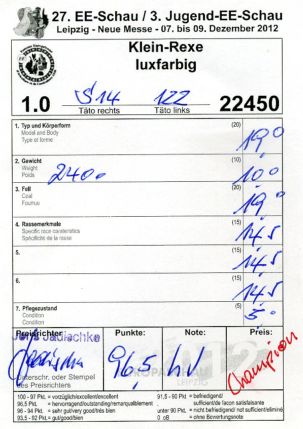 27. EE-Schau / 3. Jugend-EE-Schau
Leipzig - Neue Messe - 07. bis 09. Dezember 2012
Klein-Rexe
luxfarbig
1.0 S14 122 22450
Täto rechts Täto links
1. Typ und Körperform (20) 19,0
Model and Body
Type et forme
2. Gewicht 2400 (10) 10,0
Weight
Poids
3. Fell (20) 19,0
Coat
Fourrue
4. Rassemerkmale (15) 14,5
Specific race carateristics
Spécificité de la race
5. (15) 14,5
6. (15) 14,5
7. Pflegezustand (5) 5,0
Condition
Condition
Preisrichter Punkte: Note: Preis:
96,5 hv Champion
Unterschr. oder Stempel
des Preisrichters
LEIPZIG
100 - 97 Pkt. = vorzüglich/excellent/excellent
96,5 Pkt. = hervorragend/outstanding/remarquablement
96 - 94 Pkt. = sehr gut/very good/très bien
93,5 - 92 Pkt. = gut/good/bien
91,5 - 90 Pkt. = befriedigend/
sufficient/de facon satisfaisante
unter 90 Pkt. = nicht befriedigend/ not sufficient/eliminé
0 oB = ohne Bewertung/no classified